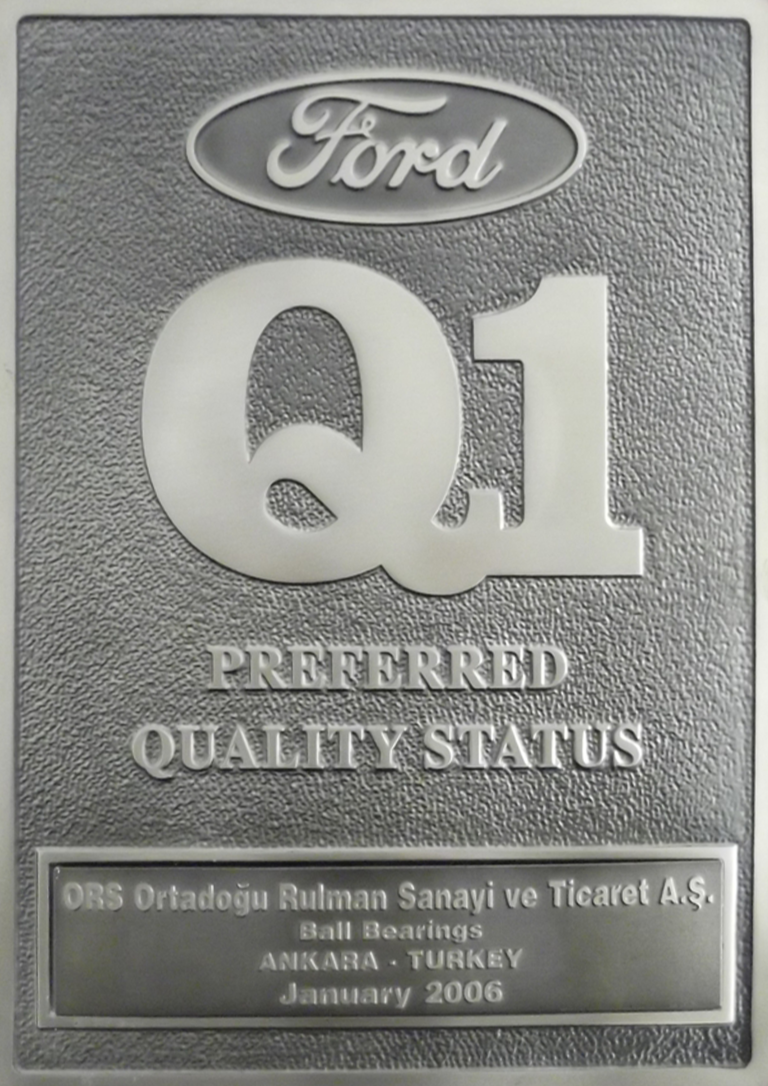 Ford
Q1
PREFERRED
QUALITY STATUS
ORS Ortadoğu Rulman Sanayi ve Ticaret A.Ş.
Ball Bearings
ANKARA - TURKEY
January 2006